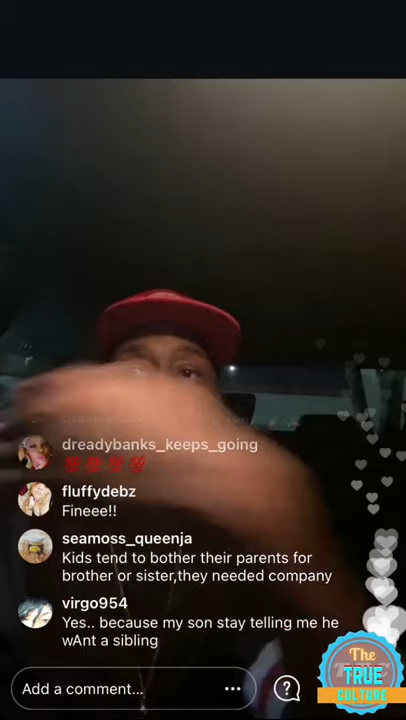 dreadybanks_keeps_going
💯 💯 💯 💯
fluffydebz
Fineee!!
seamoss_queenja
Kids tend to bother their parents for
brother or sister,they needed company
virgo954
Yes.. because my son stay telling me he
wAnt a sibling
Add a comment...
The
TRUE
CULTURE